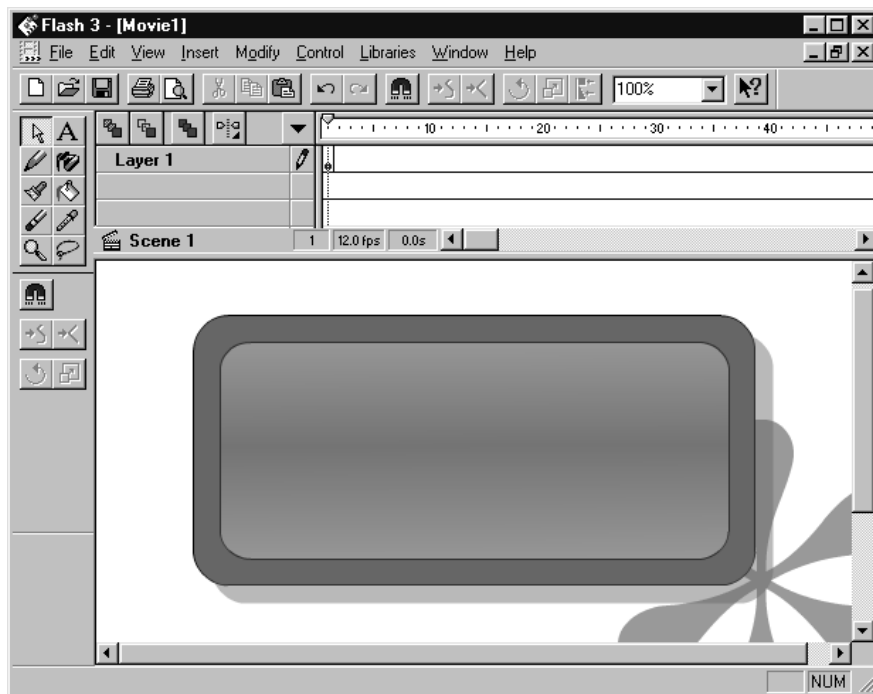 Flash 3 - [Movie1]
File Edit View Insert Modify Control Libraries Window Help
100%
A
10 20 30 40
Layer 1
Scene 1 1 12.0 fps 0.0s
NUM